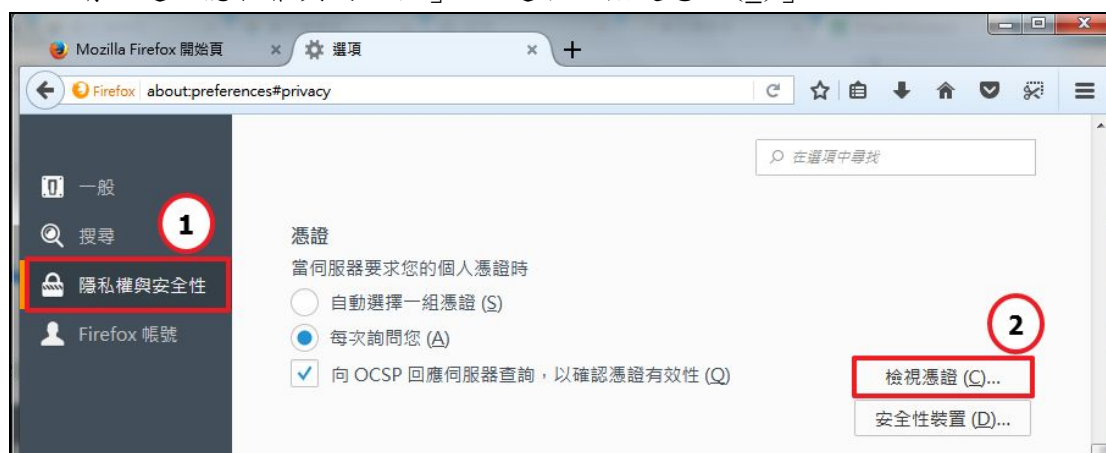 Mozilla Firefox 開始頁
選項
Firefox about:preferences#privacy
在選項中尋找
一般
搜尋
1
隱私權與安全性
Firefox 帳號
憑證
當伺服器要求您的個人憑證時
自動選擇一組憑證 (S)
每次詢問您 (A)
向 OCSP 回應伺服器查詢，以確認憑證有效性 (Q)
2
檢視憑證 (C)...
安全性裝置 (D)...